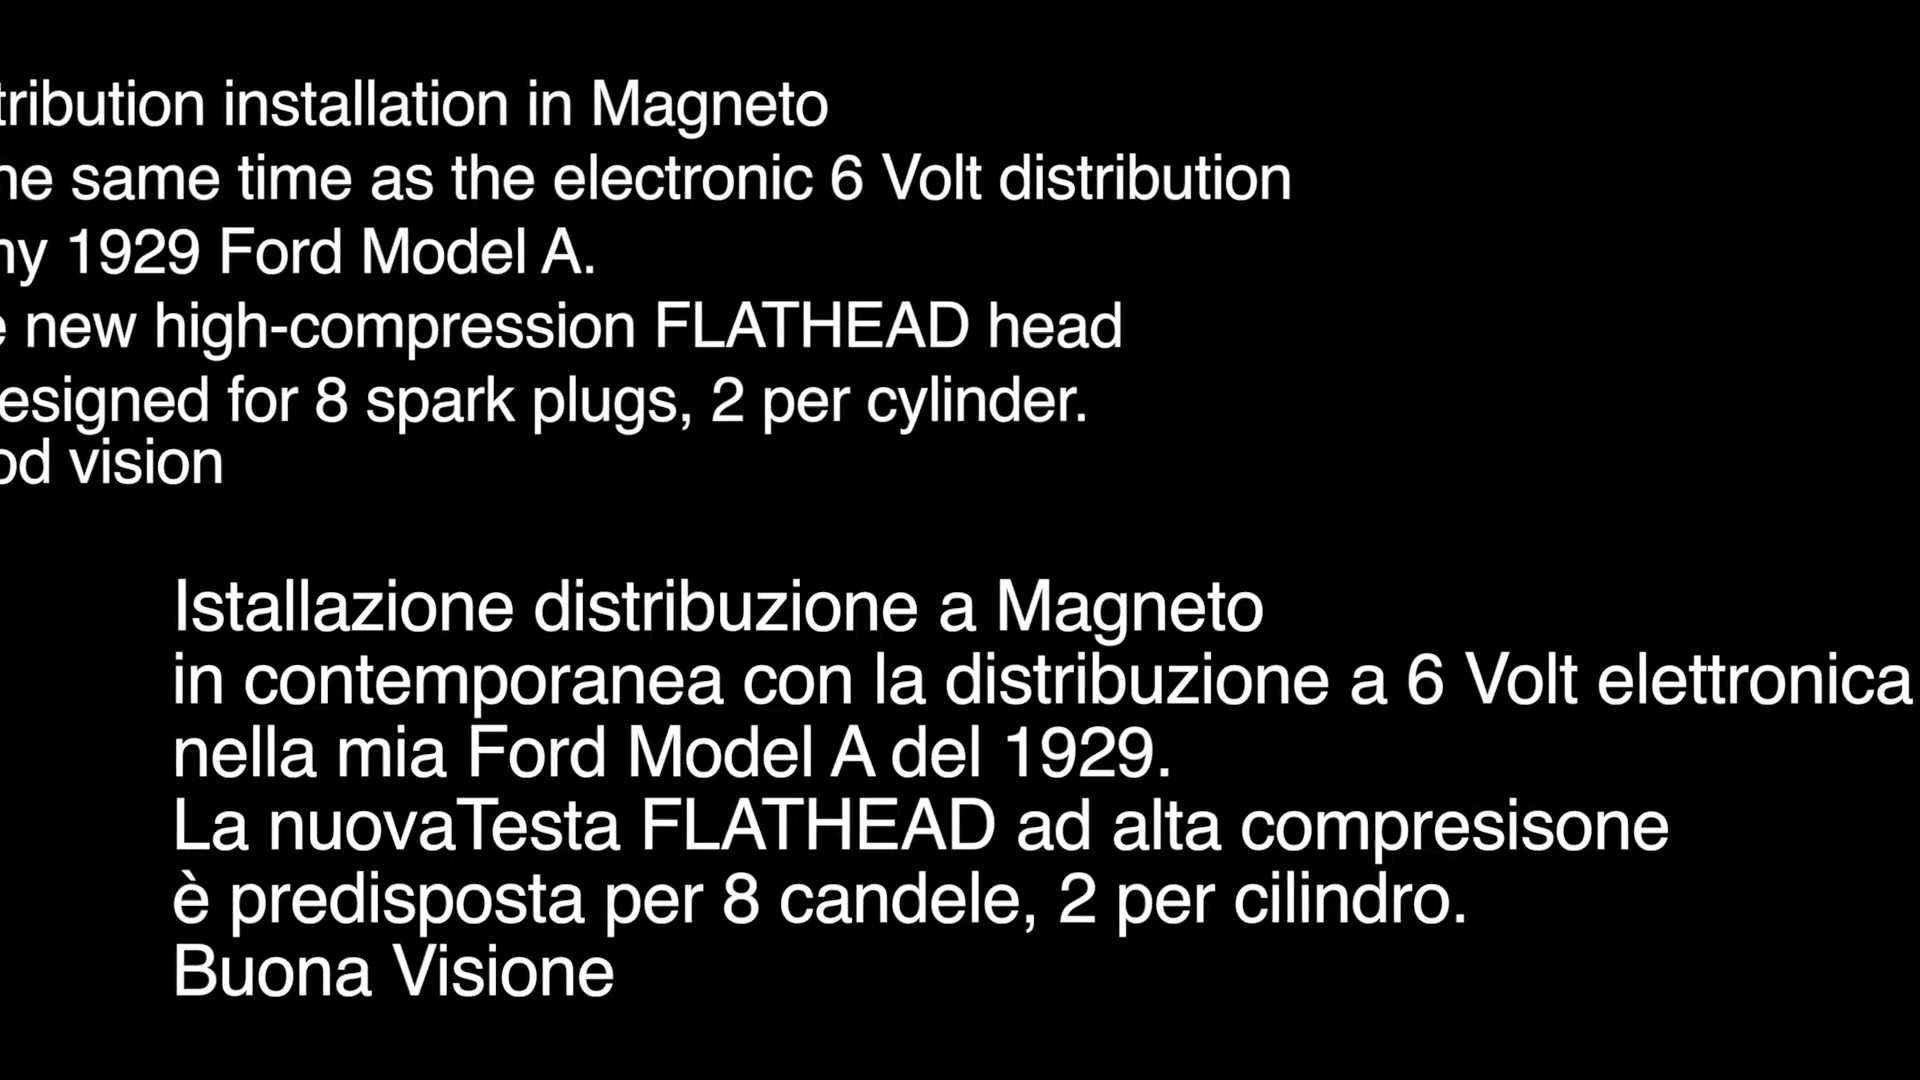 tribution installation in Magneto
same time as the electronic 6 Volt distribution
1929 Ford Model A.
new high-compression FLATHEAD head
esigned for 8 spark plugs, 2 per cylinder.
vision
Istallazione distribuzione a Magneto
in contemporanea con la distribuzione a 6 Volt elettronica
nella mia Ford Model A del 1929.
La nuovaTesta FLATHEAD ad alta compresisone
è predisposta per 8 candele, 2 per cilindro.
Buona Visione